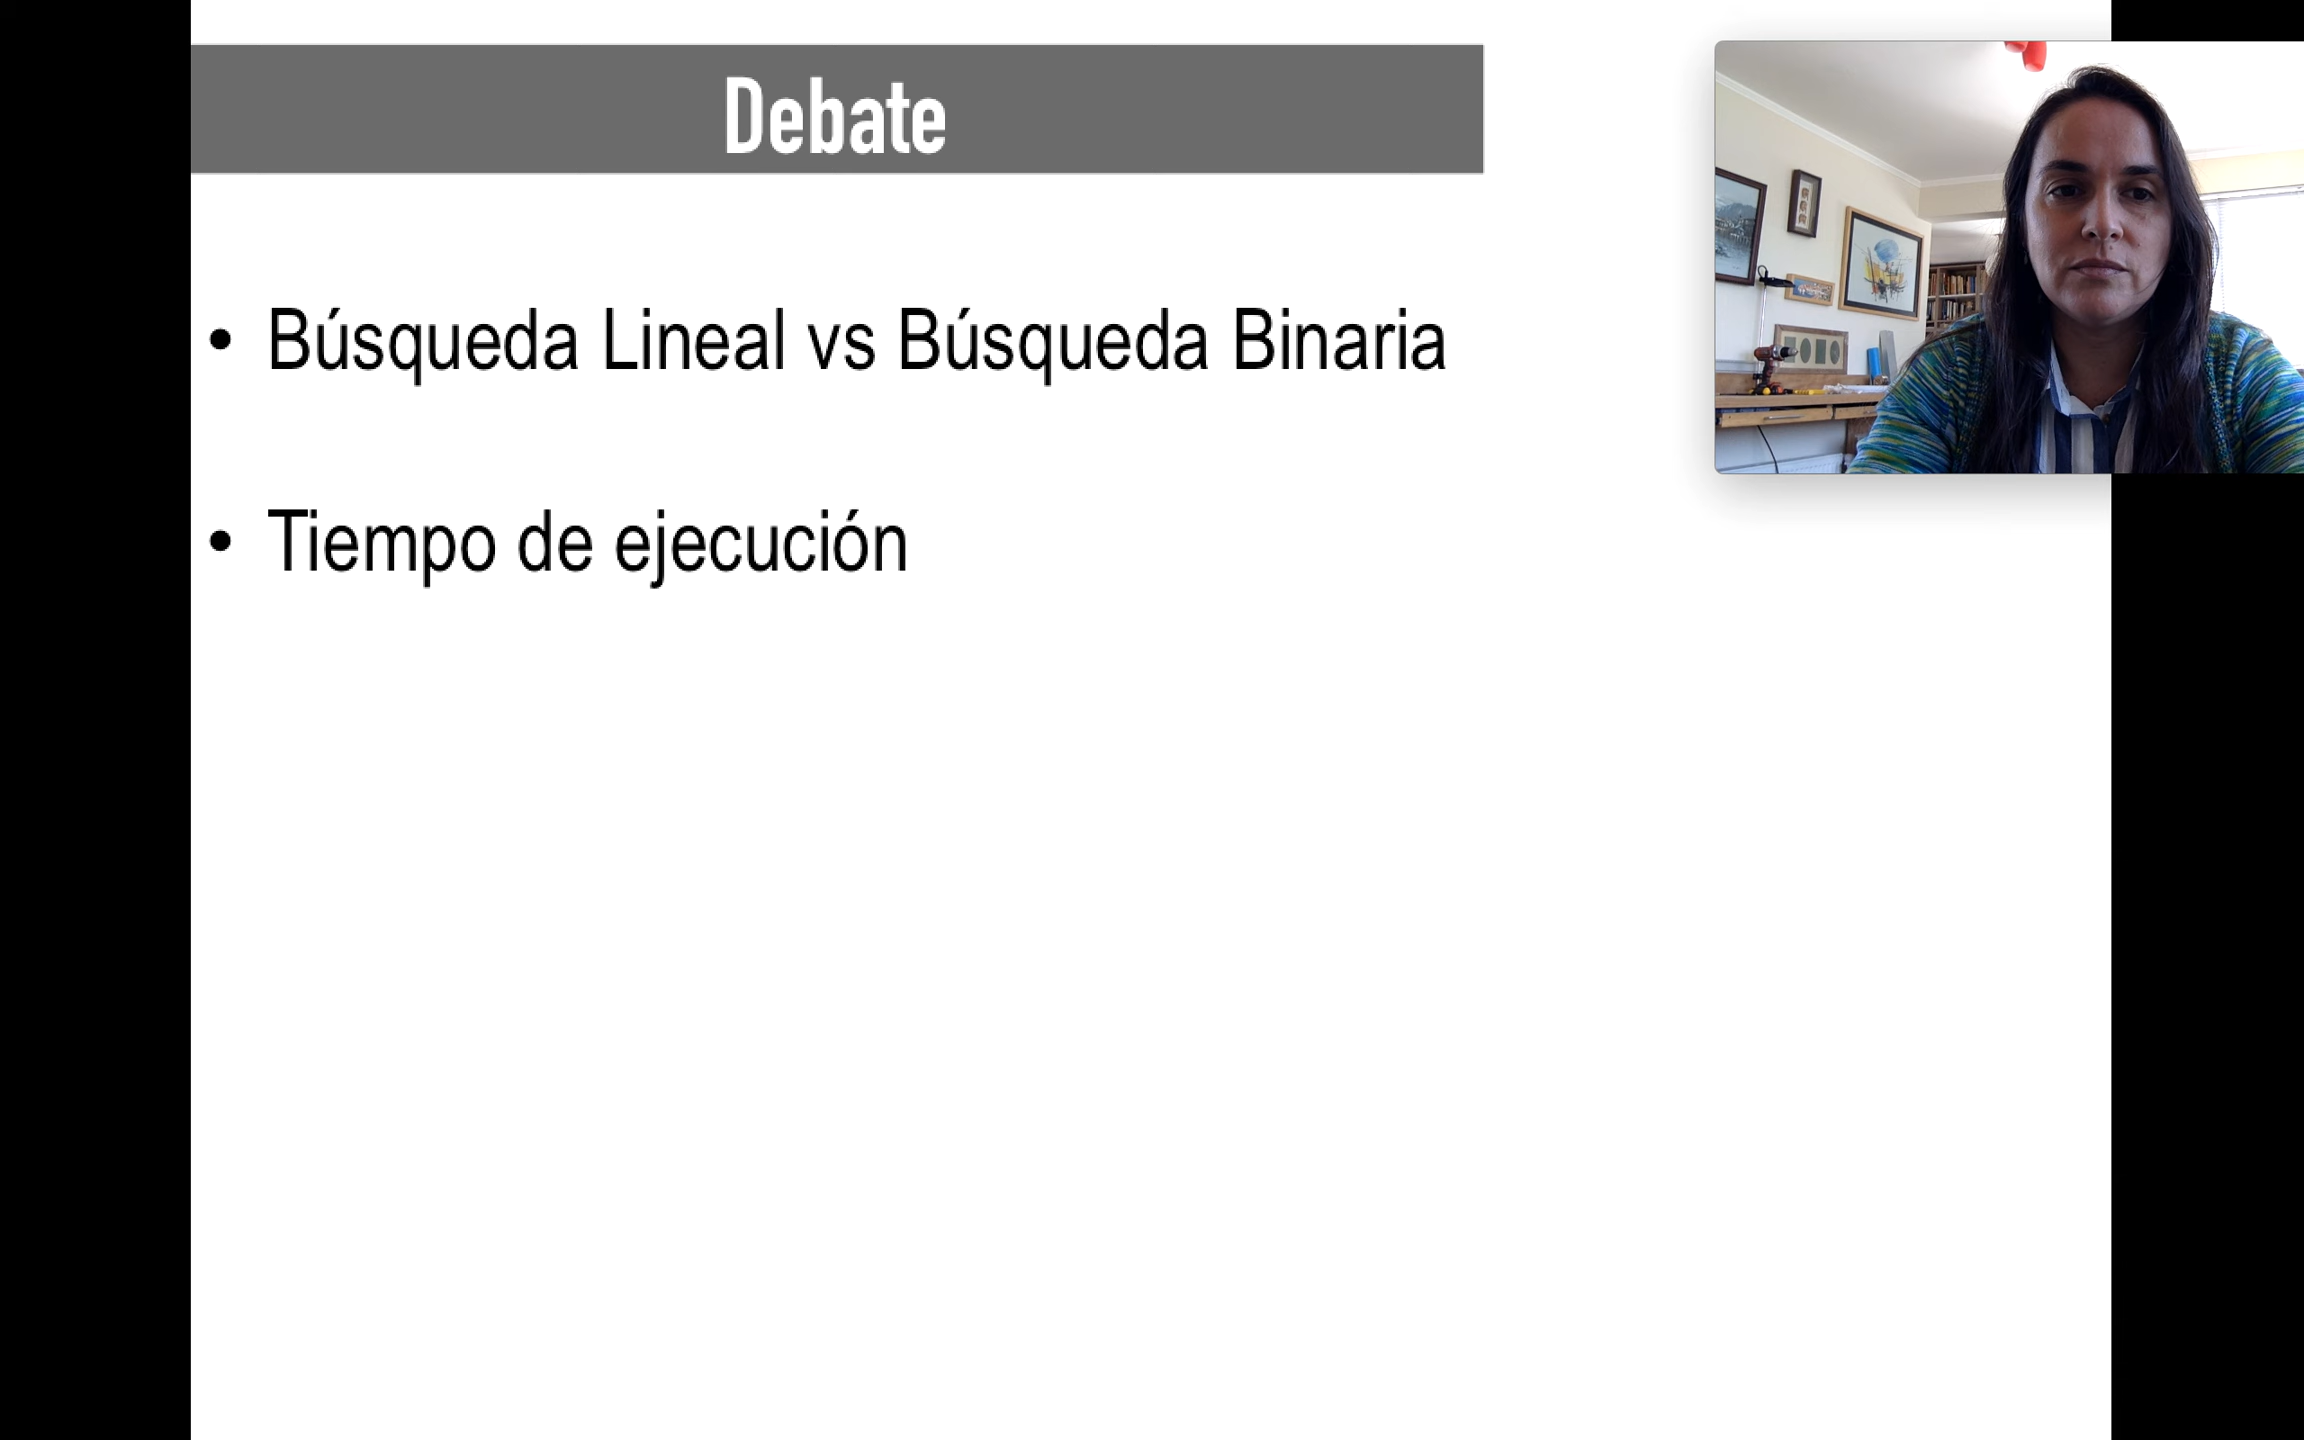 Debate
• Búsqueda Lineal vs Búsqueda Binaria
• Tiempo de ejecución